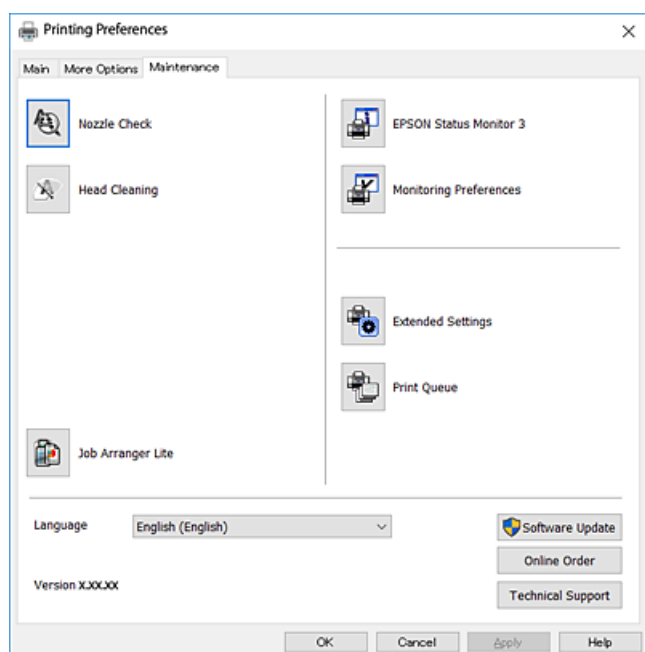 Printing Preferences
Main More Options Maintenance
Nozzle Check
EPSON Status Monitor 3
Head Cleaning
Monitoring Preferences
Extended Settings
Print Queue
Job Arranger Lite
Language English (English)
Software Update
Online Order
Version X.XX.XX
Technical Support
OK Cancel Apply Help